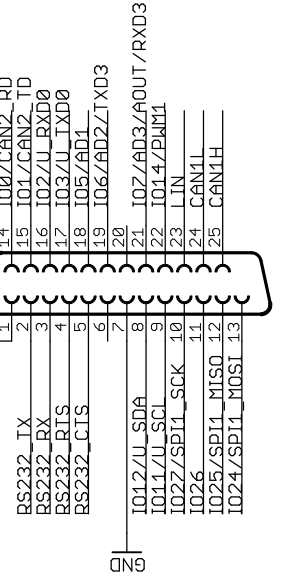 14 IO0/CAN2_RD
15 IO1/CAN2_TD
16 IO2/U_RXD0
17 IO3/U_TXD0
18 IO5/AD1
19 IO6/AD2/TXD3
20
21 IO7/AD3/AOUT/RXD3
22 IO14/PWM1
23 LIN
24 CAN1L
25 CAN1H
1
2 RS232_TX
3 RS232_RX
4 RS232_RTS
5 RS232_CTS
6
7 GND
8 IO12/U_SDA
9 IO11/U_SCL
10 IO27/SPI1_SCK
11 IO26
12 IO25/SPI1_MISO
13 IO24/SPI1_MOSI